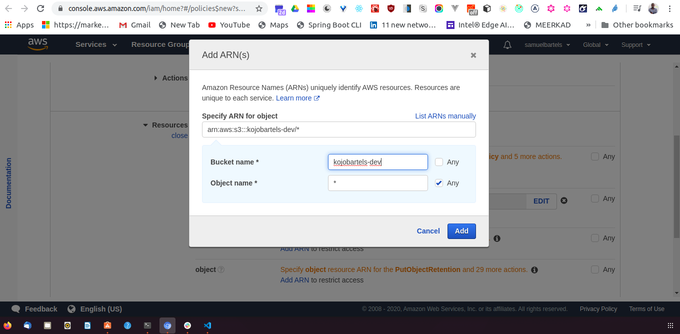 console.aws.amazon.com/iam/home?#/policies$new?s...
Apps
https://marke...
Gmail
New Tab
YouTube
Maps
Spring Boot CLI
11 new netwo...
Intel® Edge AI...
MEERKAD
»
Other bookmarks
aws
Services
Resource Group
samuelbartels
Global
Support
Add ARN(s)
Amazon Resource Names (ARNs) uniquely identify AWS resources. Resources are
unique to each service. Learn more
Specify ARN for object
List ARNs manually
arn:aws:s3:::kojobartels-dev/*
Bucket name *
kojobartels-dev
Any
Object name *
*
Any
Cancel
Add
Documentation
Actions
Resources
close
icy and 5 more actions.
Any
EDIT
Any
Any
Add ARN to restrict access
object
Specify object resource ARN for the PutObjectRetention and 29 more actions.
Any
Add ARN to restrict access
Feedback
English (US)
© 2008 - 2020, Amazon Web Services, Inc. or its affiliates. All rights reserved.
Privacy Policy
Terms of Use